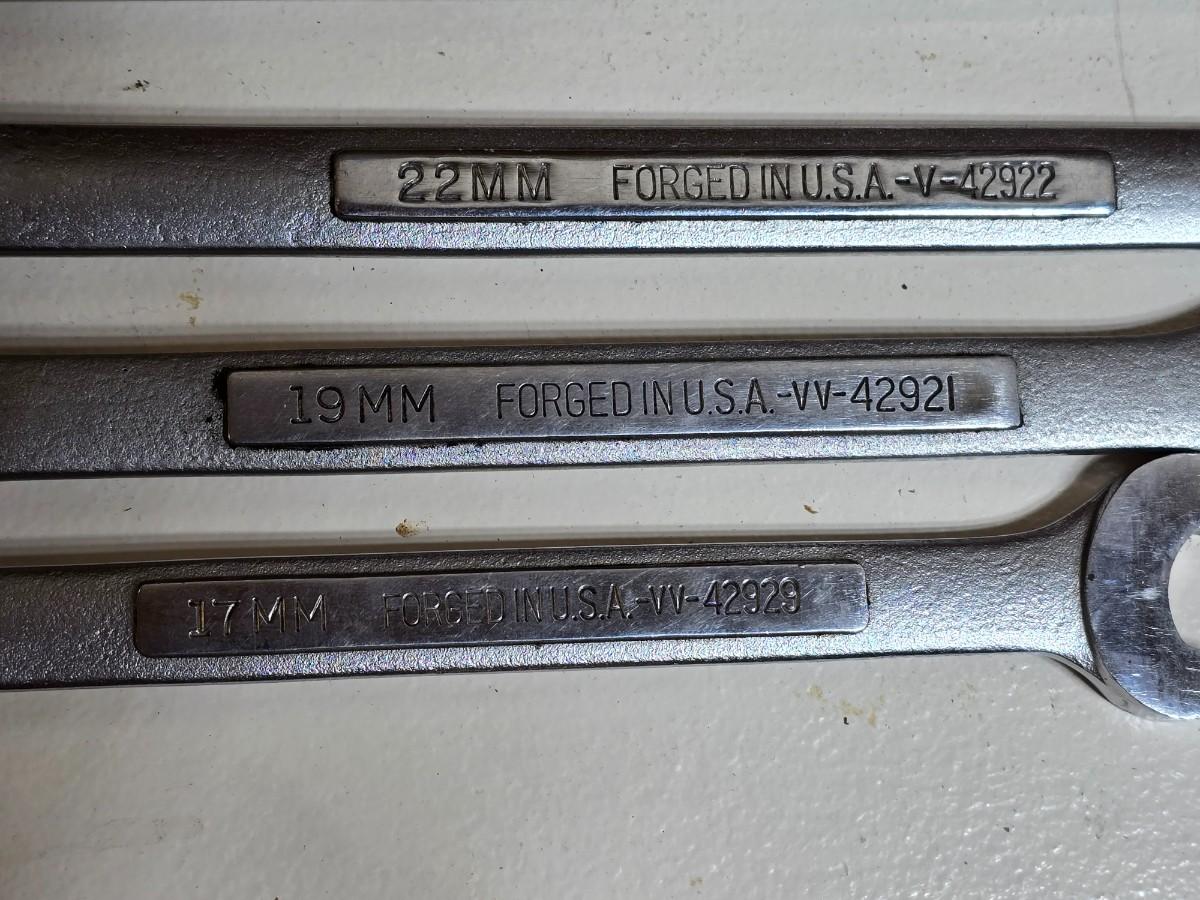 22MM FORGED IN U.S.A.-V-42922
19MM FORGED IN U.S.A.-VV-42921
17MM FORGED IN U.S.A.-VV-42929